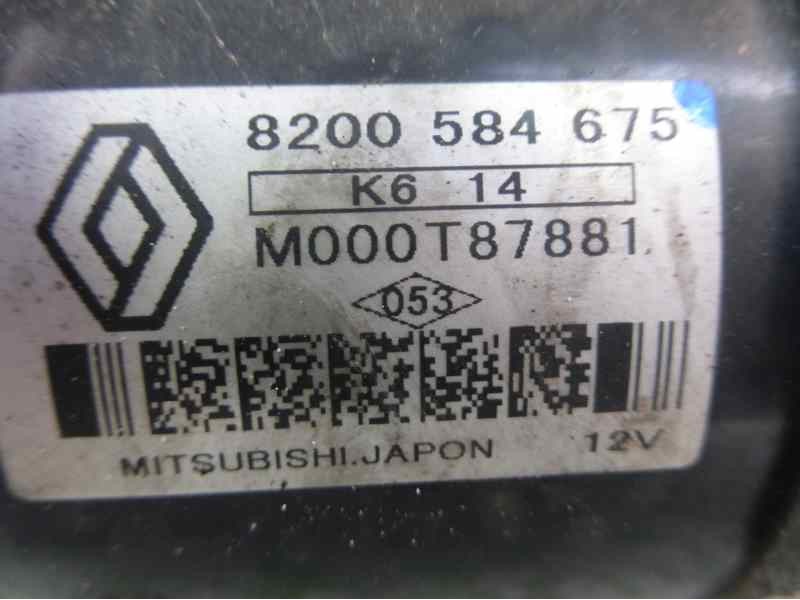 8200 584 675
K6 14
M000T87881
053
MITSUBISHI.JAPON 12V